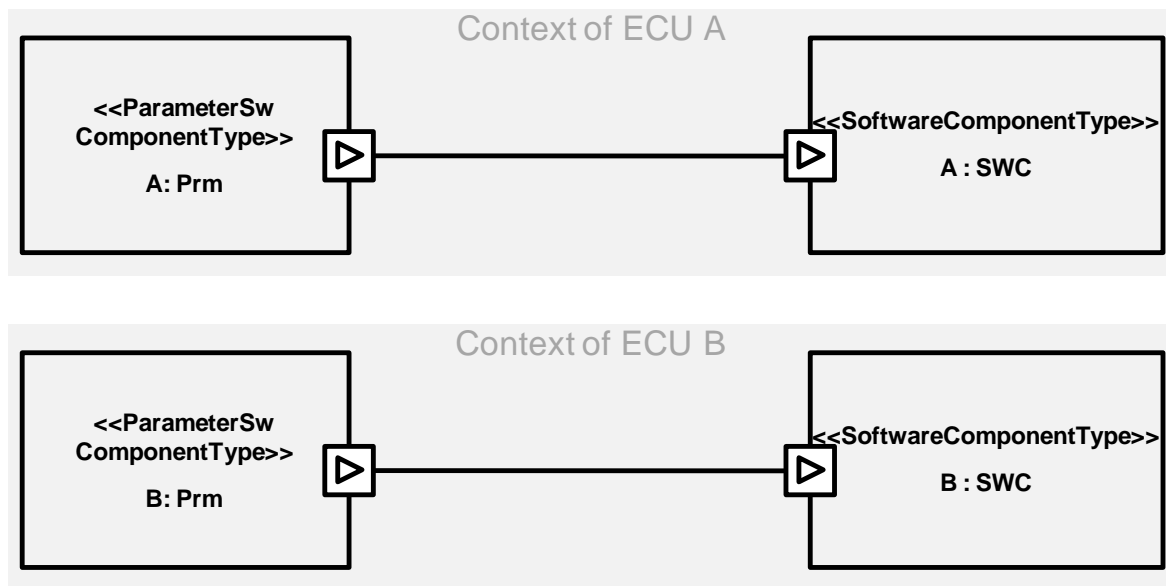 Context of ECU A
<<ParameterSw
ComponentType>>
A: Prm
<<SoftwareComponentType>>
A : SWC
Context of ECU B
<<ParameterSw
ComponentType>>
B: Prm
<<SoftwareComponentType>>
B : SWC